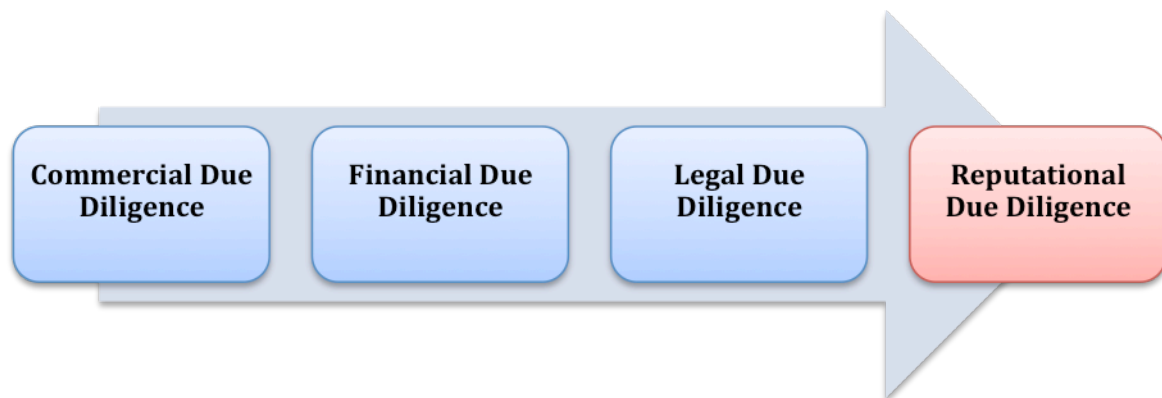 Commercial Due
Diligence
Financial Due
Diligence
Legal Due
Diligence
Reputational
Due Diligence